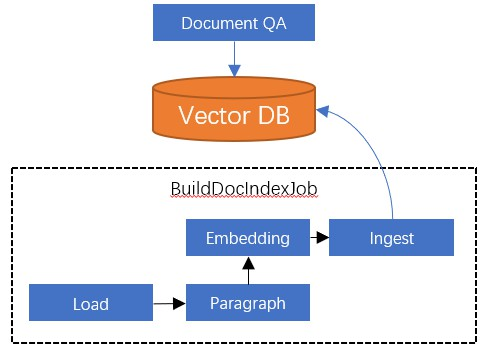 Document QA
Vector DB
BuildDocIndexJob
Embedding
Ingest
Load
Paragraph